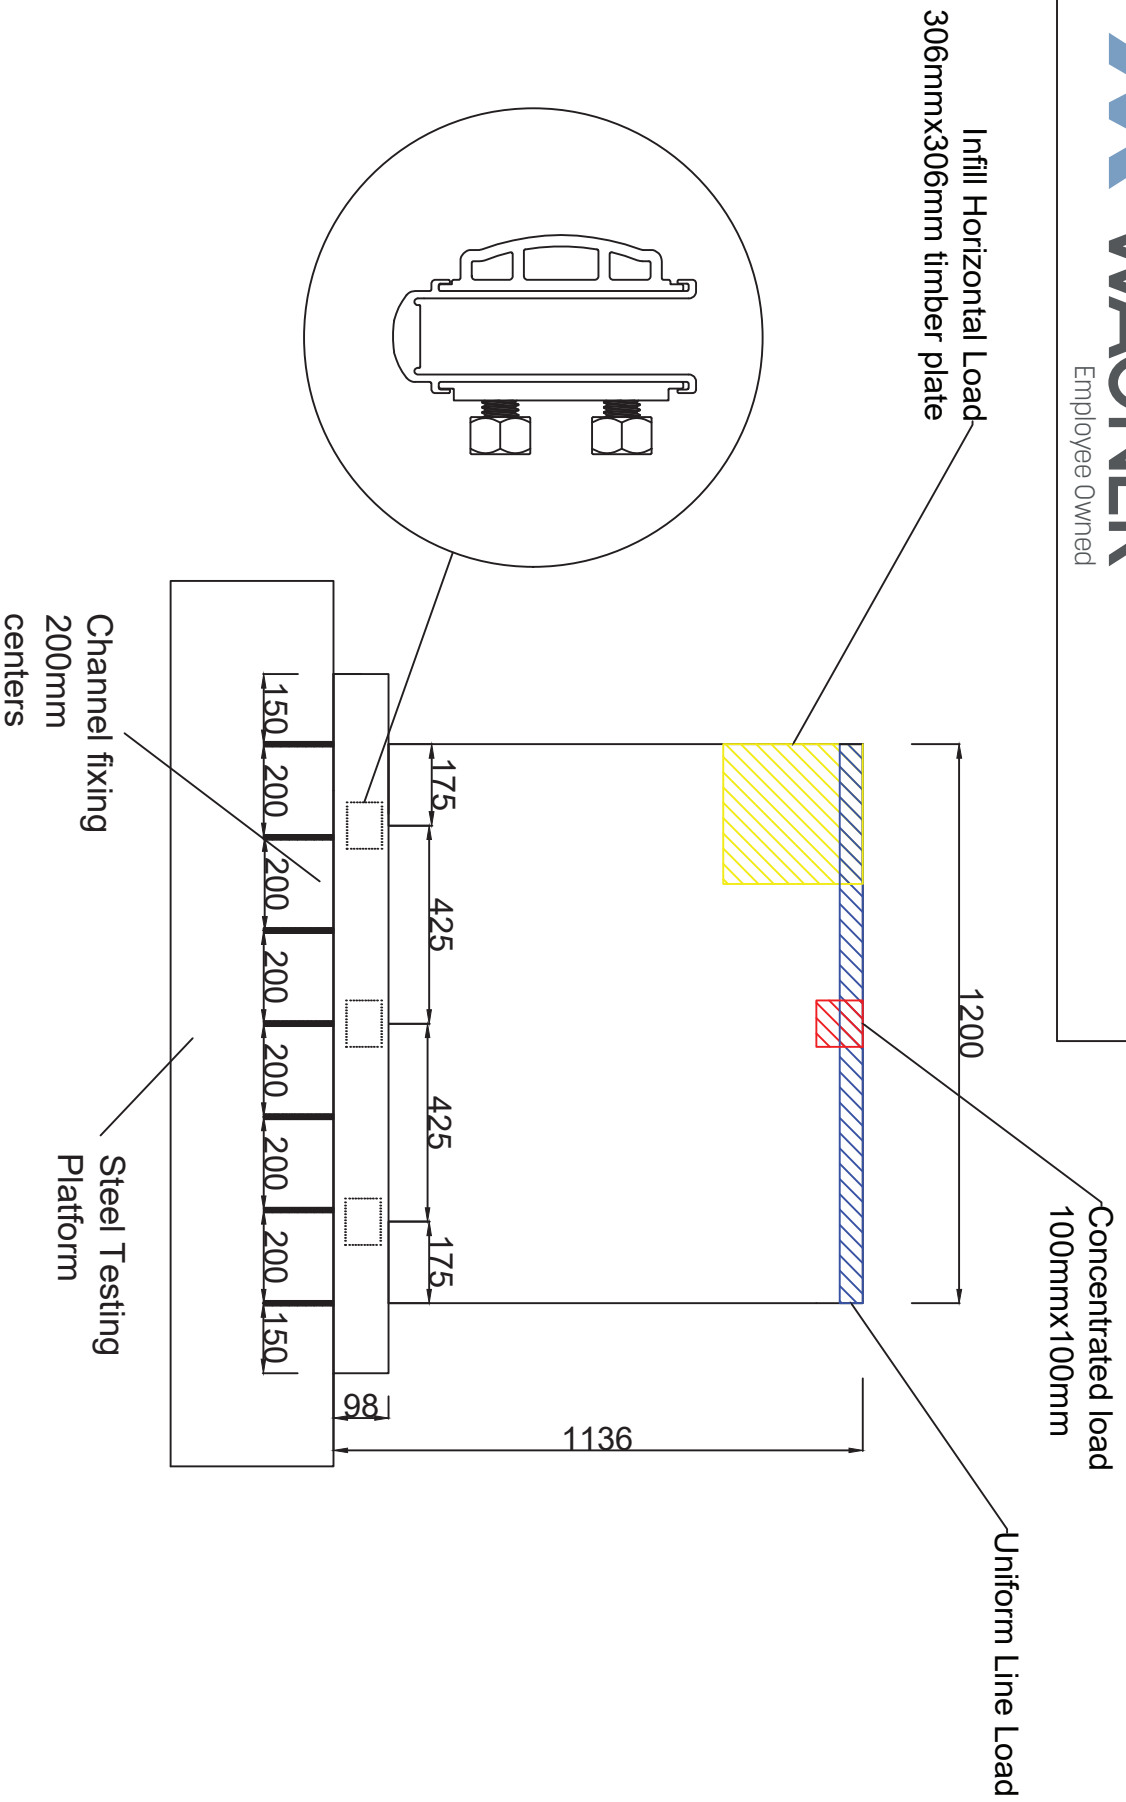 WAGNER
Employee Owned
Concentrated load
100mmx100mm
Uniform Line Load
Infill Horizontal Load
306mmx306mm timber plate
1200
175
425
425
175
1136
98
150
200
200
200
200
200
200
150
Channel fixing
200mm
centers
Steel Testing
Platform